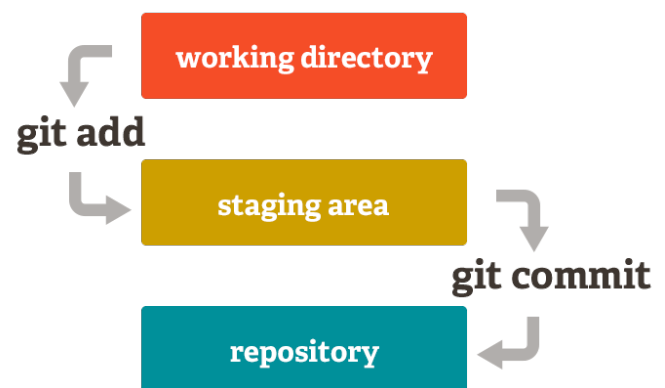 working directory
git add
staging area
git commit
repository